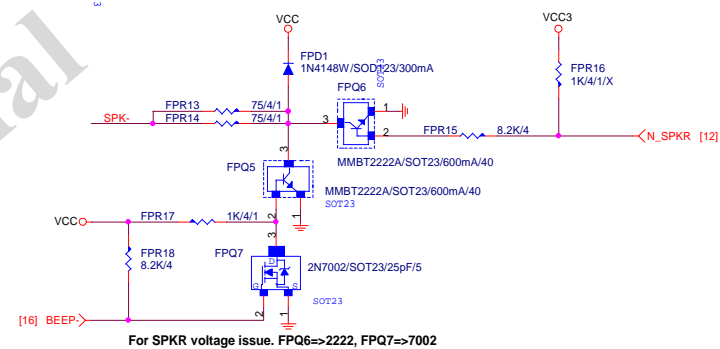 VCC
VCC3
FPD1
1N4148W/SOD123/300mA
FPR16
1K/4/1/X
FPQ6
SOT23
SPK-
FPR13
75/4/1
FPR14
75/4/1
3
1
2
FPR15
8.2K/4
N_SPKR [12]
MMBT2222A/SOT23/600mA/40
3
FPQ5
MMBT2222A/SOT23/600mA/40
SOT23
2
1
VCC
FPR17
1K/4/1
3
FPR18
8.2K/4
FPQ7
D
G
S
2N7002/SOT23/25pF/5
SOT23
2
1
[16] BEEP-
For SPKR voltage issue. FPQ6=>2222, FPQ7=>7002